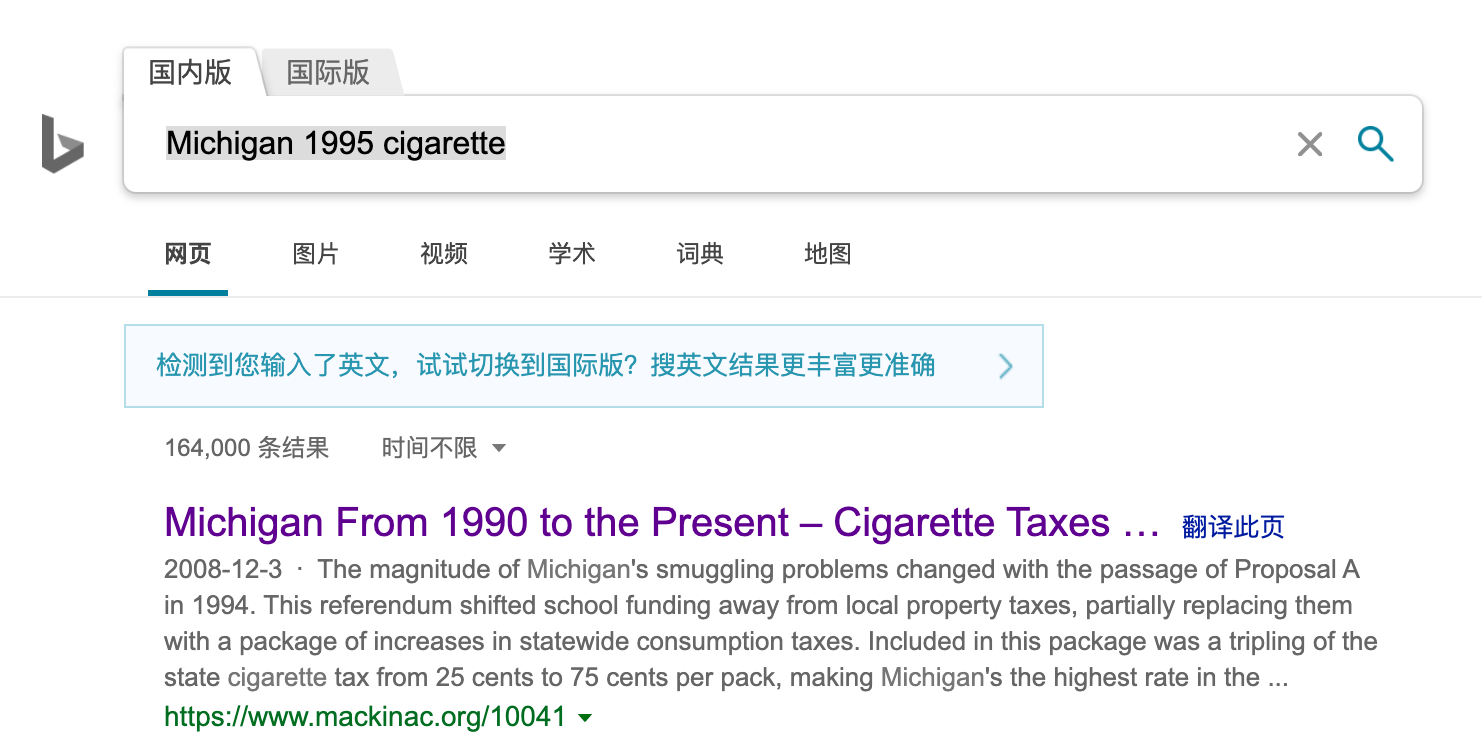 国内版 国际版
Michigan 1995 cigarette
网页 图片 视频 学术 词典 地图
检测到您输入了英文，试试切换到国际版？搜英文结果更丰富更准确
164,000 条结果 时间不限
Michigan From 1990 to the Present – Cigarette Taxes … 翻译此页
2008-12-3 · The magnitude of Michigan's smuggling problems changed with the passage of Proposal A
in 1994. This referendum shifted school funding away from local property taxes, partially replacing them
with a package of increases in statewide consumption taxes. Included in this package was a tripling of the
state cigarette tax from 25 cents to 75 cents per pack, making Michigan's the highest rate in the ...
https://www.mackinac.org/10041